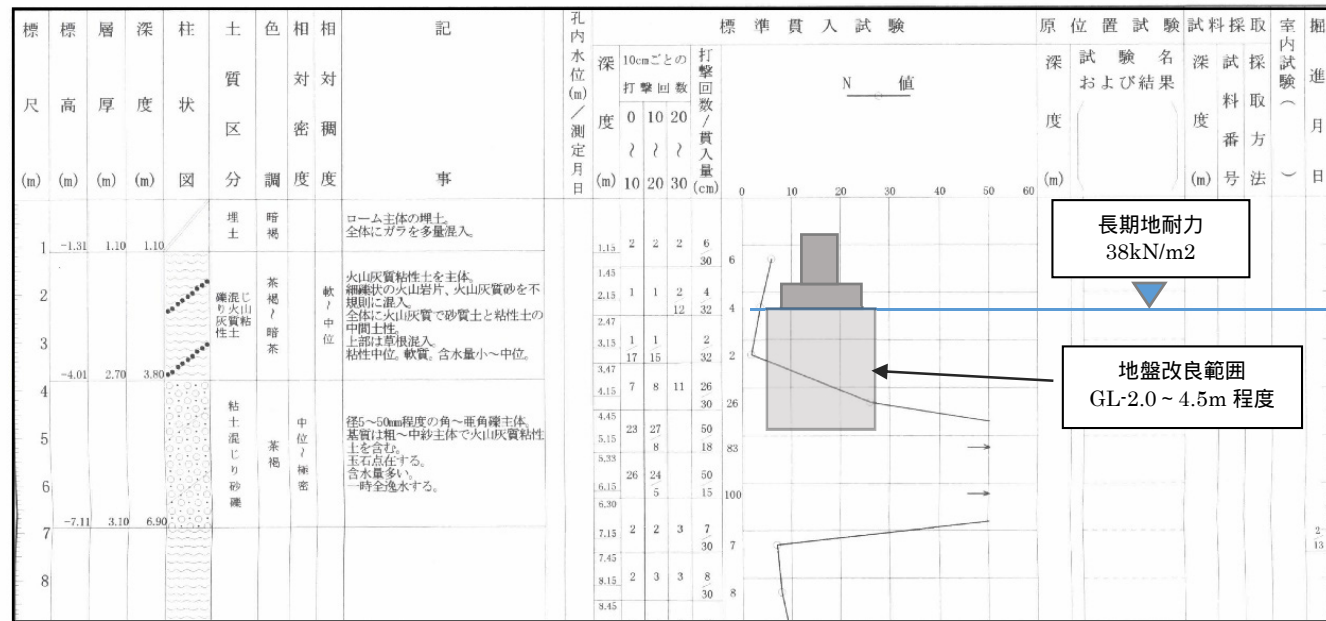 標尺(m)
標高(m)
層厚(m)
深度(m)
柱状図
土質区分
色調
相対密度
相対稠度
記事
孔内水位(m)/測定月日
標準貫入試験
深度(m)
10cmごとの
打撃回数
0 10 20
~ ~ ~
10 20 30
打撃回数/貫入量(cm)
N 値
0 10 20 30 40 50 60
原位置試験
深度(m)
試験名
および結果
試料採取
深度(m)
試料番号
採取方法
室内試験( )
掘進月日
1
2
3
4
5
6
7
8
-1.31 1.10 1.10
埋土
暗褐
ローム主体の埋土。
全体にガラを多量混入。
-4.01 2.70 3.80
礫混じ
り火山
灰質粘
性土
茶褐~暗茶
軟~中位
火山灰質粘性土を主体。
細礫状の火山岩片、火山灰質砂を不
規則に混入。
全体に火山灰質で砂質土と粘性土の
中間土性。
上部は草根混入。
粘性中位。軟質。含水量小~中位。
-7.11 3.10 6.90
粘土混じり砂礫
茶褐
中位~極密
径5~50mm程度の角~亜角礫主体。
基質は粗~中砂主体で火山灰質粘性
土を含む。
玉石点在する。
含水量多い。
一時全逸水する。
1.15 2 2 2 6/30 6
1.45
2.15 1 1 2/12 4/32 4
2.47
3.15 1/17 1/15 2/32 2
3.47
4.15 7 8 11 26/30 26
4.45
5.15 23 27/8 50/18 83
5.33
6.15 26 24/5 50/15 100
6.30
7.15 2 2 3 7/30 7
7.45
8.15 2 3 3 8/30 8
8.45
2/13
長期地耐力
38kN/m2
地盤改良範囲
GL-2.0~4.5m 程度